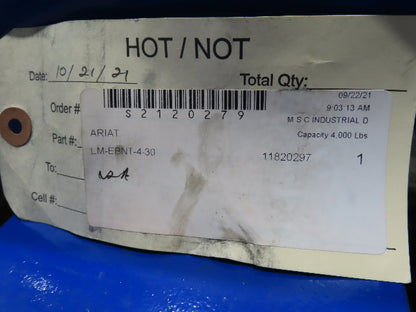 HOT / NOT
Date: 10/21/21
Total Qty:
09/22/21
9:03:13 AM
Order #
S2120279
M S C INDUSTRIAL D
Capacity 4,000 Lbs
ARIAT
Part #:
LM-EBNT-4-30 11820297 1
To:
Cell #: